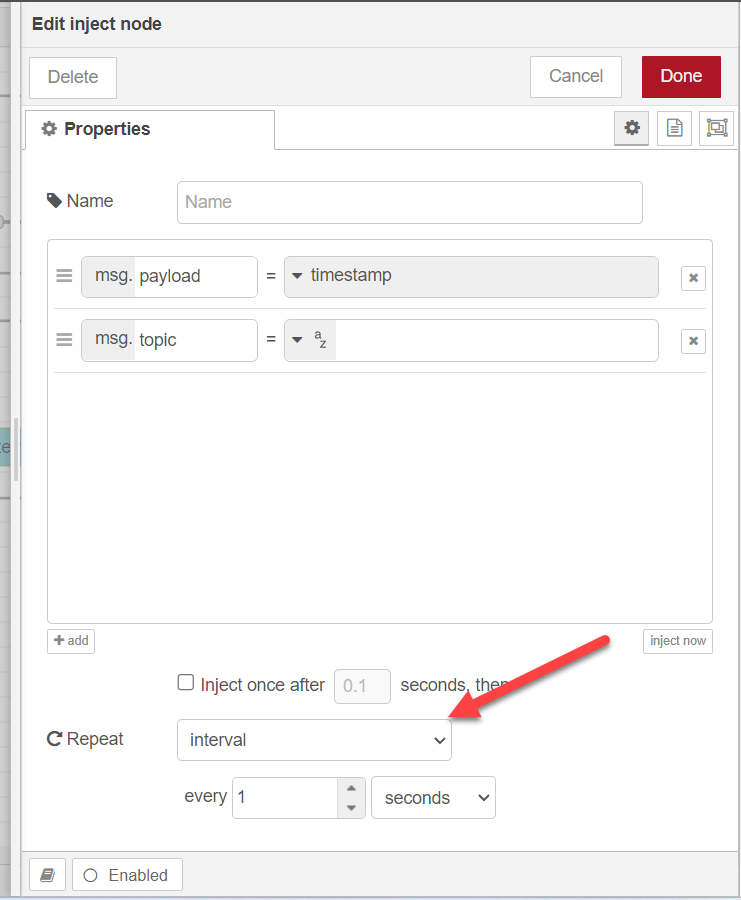 Edit inject node
Delete Cancel Done
Properties
Name Name
msg. payload = timestamp
msg. topic = a z
add inject now
Inject once after 0.1 seconds, then
Repeat interval
every 1 seconds
Enabled